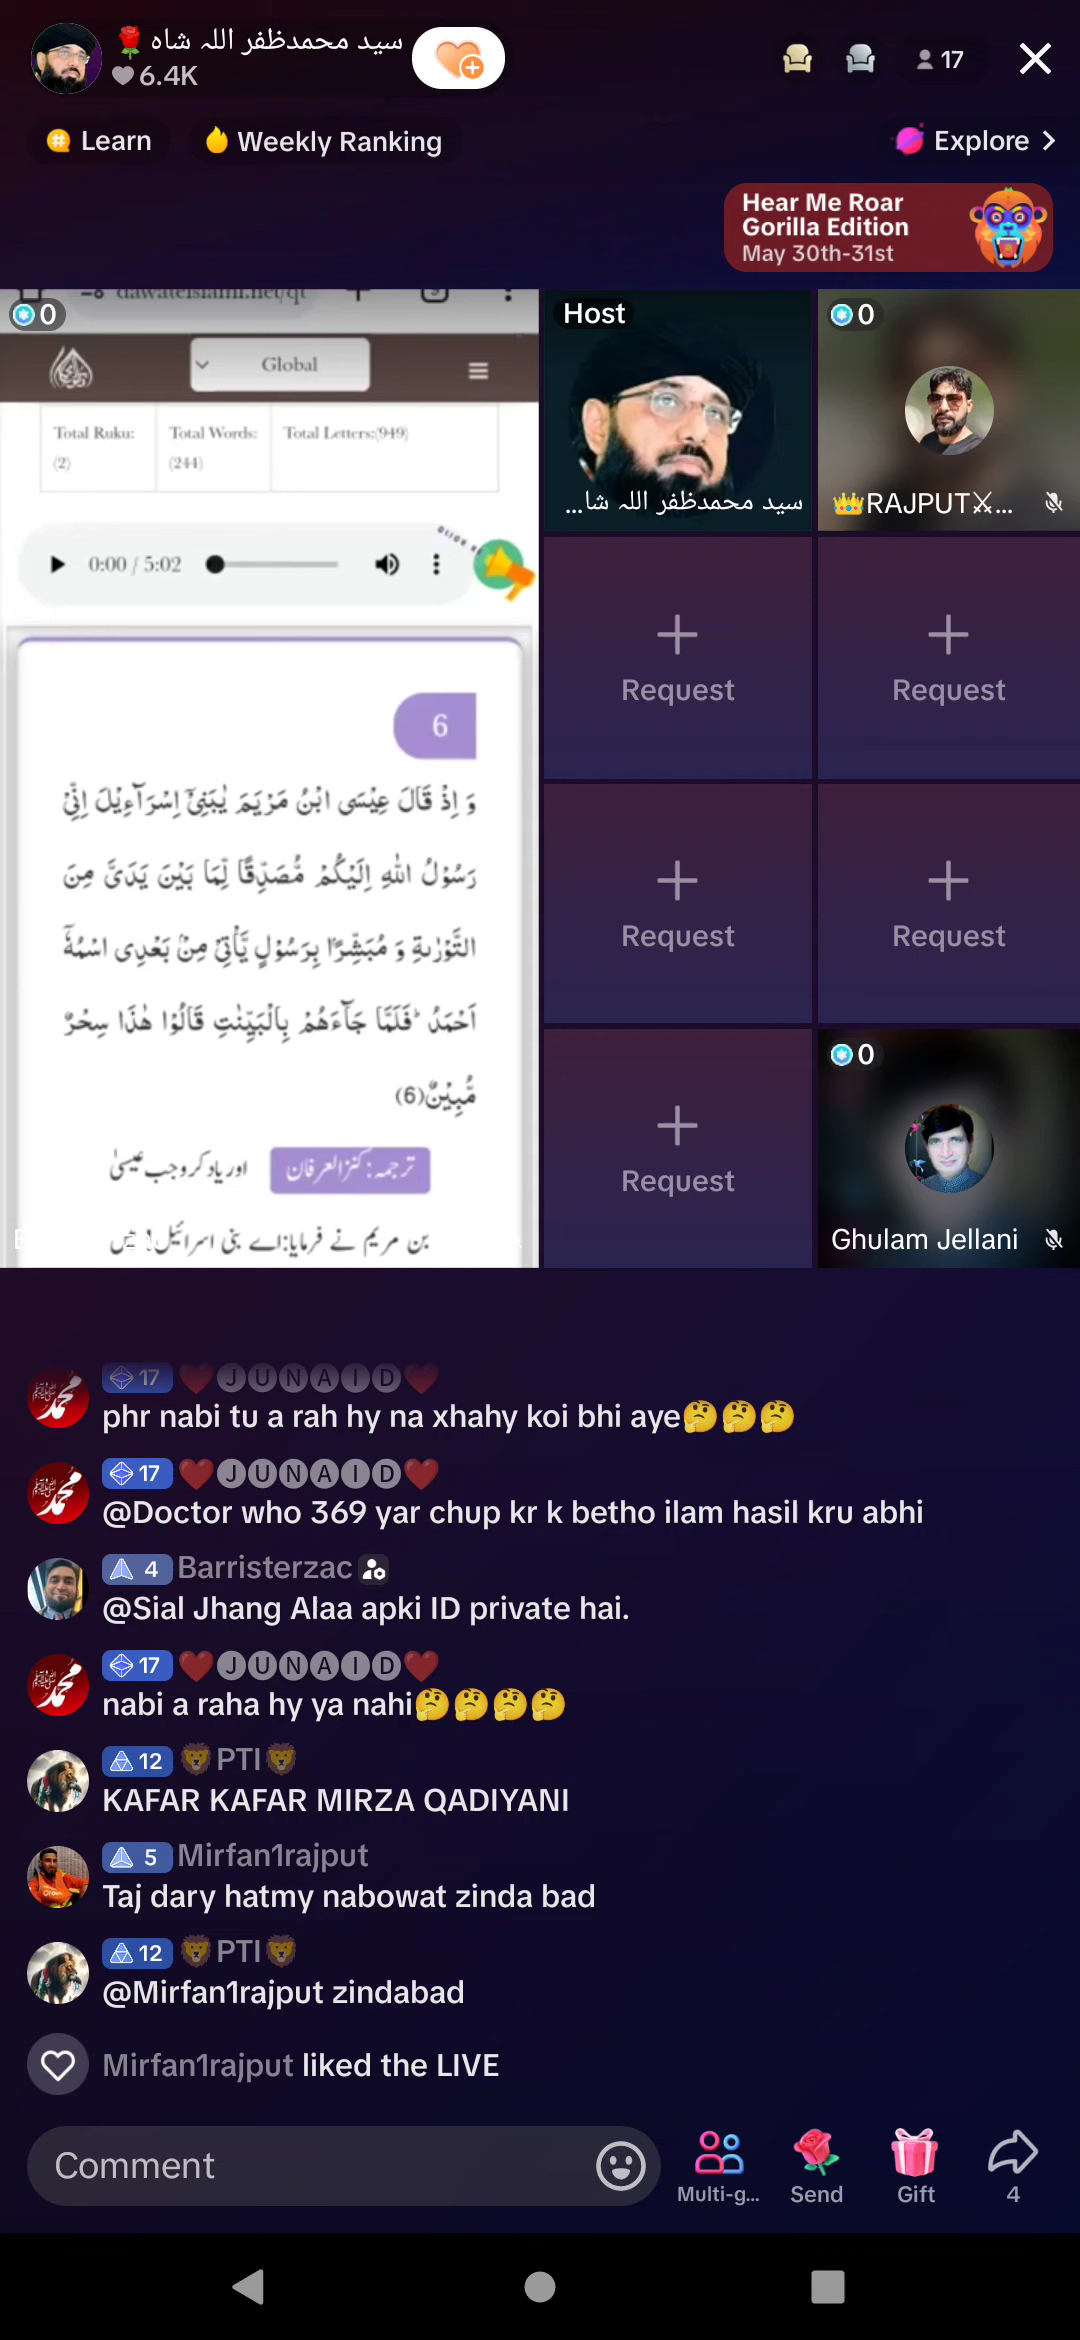 سید محمدظفر اللہ شاہ🌹
6.4K
17
Learn
Weekly Ranking
Explore
Hear Me Roar
Gorilla Edition
May 30th-31st
0
Global
Total Ruku:
(2)
Total Words:
(244)
Total Letters:(949)
0:00 / 5:02
6
وَ اِذْ قَالَ عِیْسَى ابْنُ مَرْیَمَ یٰبَنِیْۤ اِسْرَآءِیْلَ اِنِّیْ
رَسُوْلُ اللّٰهِ اِلَیْكُمْ مُّصَدِّقًا لِّمَا بَیْنَ یَدَیَّ مِنَ
التَّوْرٰىةِ وَ مُبَشِّرًۢا بِرَسُوْلٍ یَّاْتِیْ مِنْۢ بَعْدِی اسْمُهٗۤ
اَحْمَدُؕ-فَلَمَّا جَآءَهُمْ بِالْبَیِّنٰتِ قَالُوْا هٰذَا سِحْرٌ
مُّبِیْنٌ(6)
ترجمہ: کنزالعرفان
اور یاد کرو جب عیسیٰ
بن مریم نے فرمایا:اے بنی اسرائیل
Host
سید محمدظفر اللہ شا...
0
👑RAJPUT⚔...
Request
Request
Request
Request
Request
0
Ghulam Jellani
17 ❤️🅙🅤🅝🅐🅘🅓❤️
phr nabi tu a rah hy na xhahy koi bhi aye🤔🤔🤔
17 ❤️🅙🅤🅝🅐🅘🅓❤️
@Doctor who 369 yar chup kr k betho ilam hasil kru abhi
4 Barristerzac
@Sial Jhang Alaa apki ID private hai.
17 ❤️🅙🅤🅝🅐🅘🅓❤️
nabi a raha hy ya nahi🤔🤔🤔🤔
12 🦁PTI🦁
KAFAR KAFAR MIRZA QADIYANI
5 Mirfan1rajput
Taj dary hatmy nabowat zinda bad
12 🦁PTI🦁
@Mirfan1rajput zindabad
Mirfan1rajput liked the LIVE
Comment
Multi-g...
Send
Gift
4